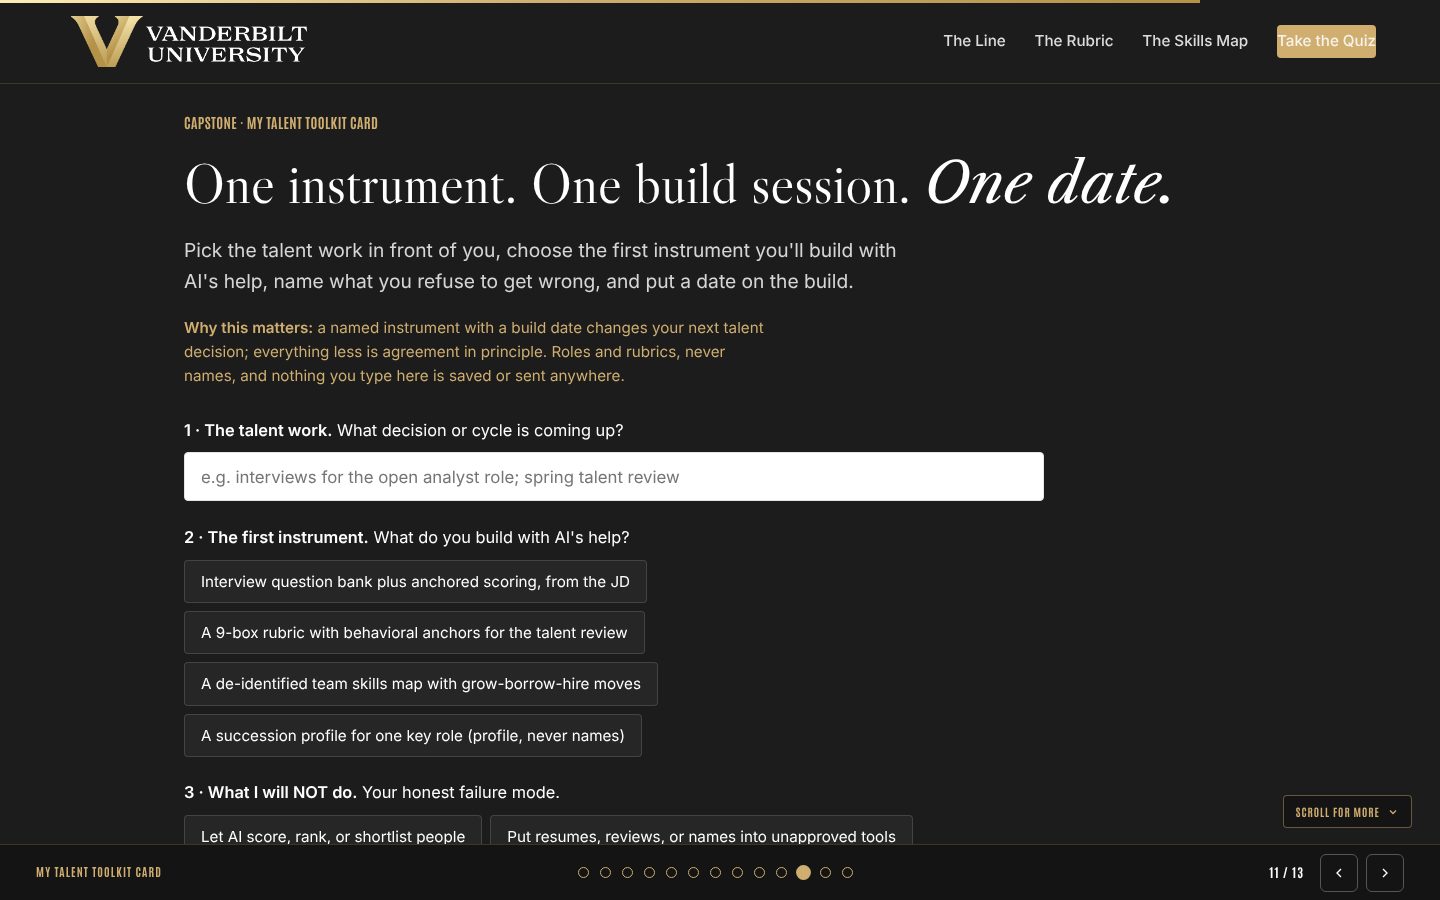 VANDERBILT
UNIVERSITY
The Line
The Rubric
The Skills Map
Take the Quiz
CAPSTONE · MY TALENT TOOLKIT CARD
One instrument. One build session. One date.
Pick the talent work in front of you, choose the first instrument you'll build with
AI's help, name what you refuse to get wrong, and put a date on the build.
Why this matters: a named instrument with a build date changes your next talent
decision; everything less is agreement in principle. Roles and rubrics, never
names, and nothing you type here is saved or sent anywhere.
1 · The talent work. What decision or cycle is coming up?
e.g. interviews for the open analyst role; spring talent review
2 · The first instrument. What do you build with AI's help?
Interview question bank plus anchored scoring, from the JD
A 9-box rubric with behavioral anchors for the talent review
A de-identified team skills map with grow-borrow-hire moves
A succession profile for one key role (profile, never names)
3 · What I will NOT do. Your honest failure mode.
Let AI score, rank, or shortlist people
Put resumes, reviews, or names into unapproved tools
SCROLL FOR MORE
MY TALENT TOOLKIT CARD
11 / 13